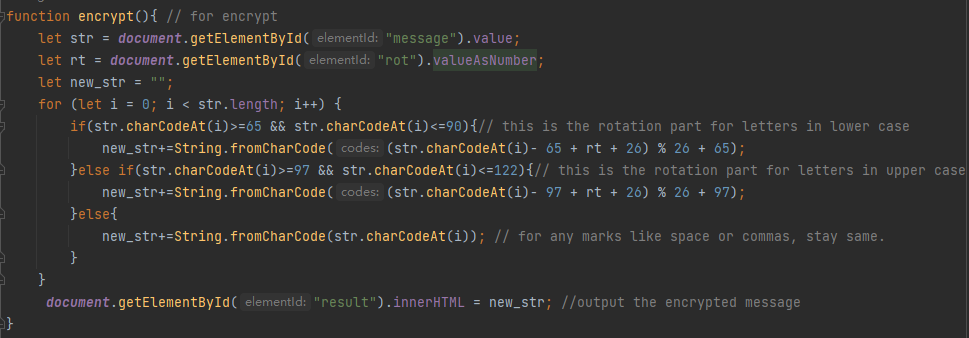 function encrypt(){ // for encrypt
    let str = document.getElementById( elementId: "message").value;
    let rt = document.getElementById( elementId: "rot").valueAsNumber;
    let new_str = "";
    for (let i = 0; i < str.length; i++) {
        if(str.charCodeAt(i)>=65 && str.charCodeAt(i)<=90){// this is the rotation part for letters in lower case
            new_str+=String.fromCharCode( codes: (str.charCodeAt(i)- 65 + rt + 26) % 26 + 65);
        }else if(str.charCodeAt(i)>=97 && str.charCodeAt(i)<=122){// this is the rotation part for letters in upper case
            new_str+=String.fromCharCode( codes: (str.charCodeAt(i)- 97 + rt + 26) % 26 + 97);
        }else{
            new_str+=String.fromCharCode(str.charCodeAt(i)); // for any marks like space or commas, stay same.
        }
    }
     document.getElementById( elementId: "result").innerHTML = new_str; //output the encrypted message
}